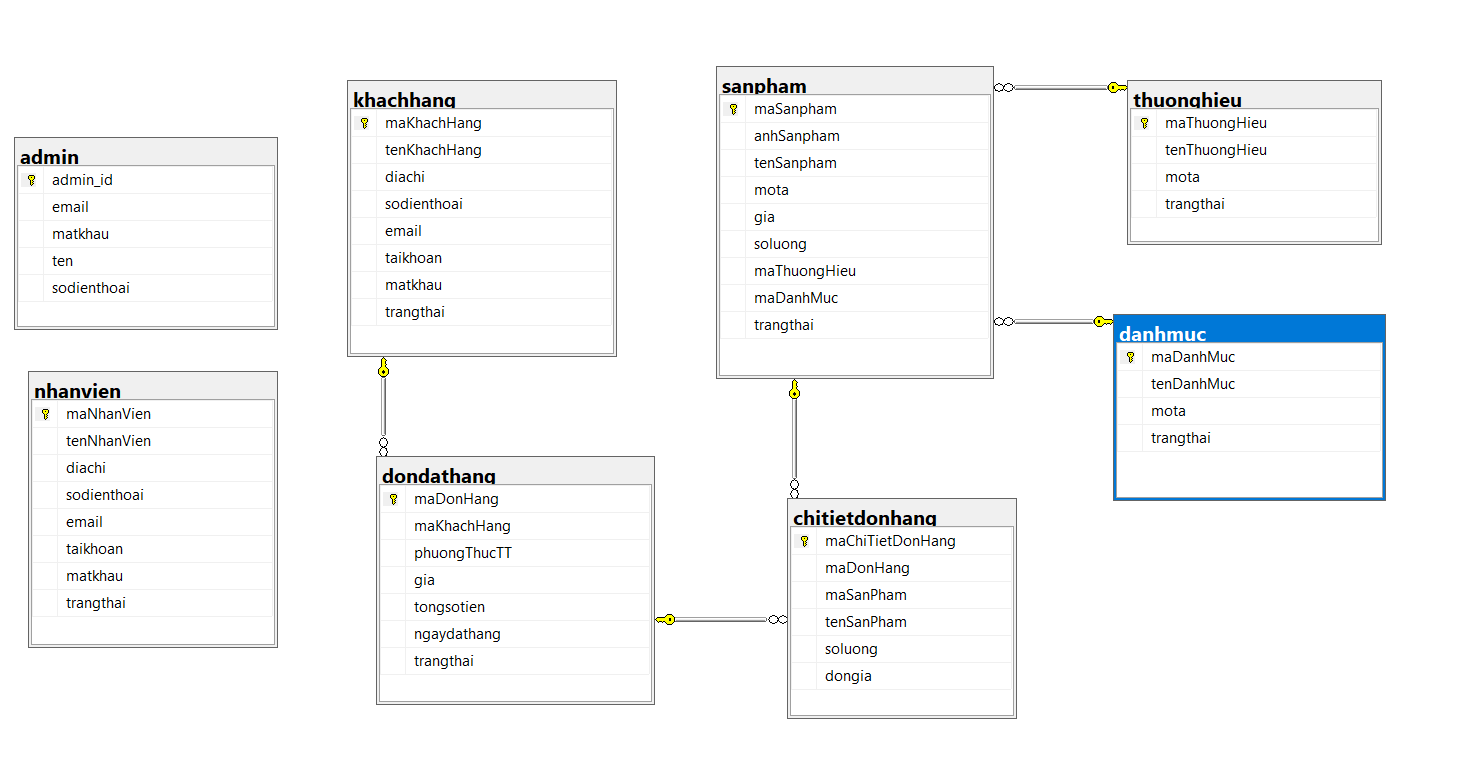 admin
admin_id
email
matkhau
ten
sodienthoai
nhanvien
maNhanVien
tenNhanVien
diachi
sodienthoai
email
taikhoan
matkhau
trangthai
khachhang
maKhachHang
tenKhachHang
diachi
sodienthoai
email
taikhoan
matkhau
trangthai
dondathang
maDonHang
maKhachHang
phuongThucTT
gia
tongsotien
ngaydathang
trangthai
sanpham
maSanpham
anhSanpham
tenSanpham
mota
gia
soluong
maThuongHieu
maDanhMuc
trangthai
chitietdonhang
maChiTietDonHang
maDonHang
maSanPham
tenSanPham
soluong
dongia
thuonghieu
maThuongHieu
tenThuongHieu
mota
trangthai
danhmuc
maDanhMuc
tenDanhMuc
mota
trangthai